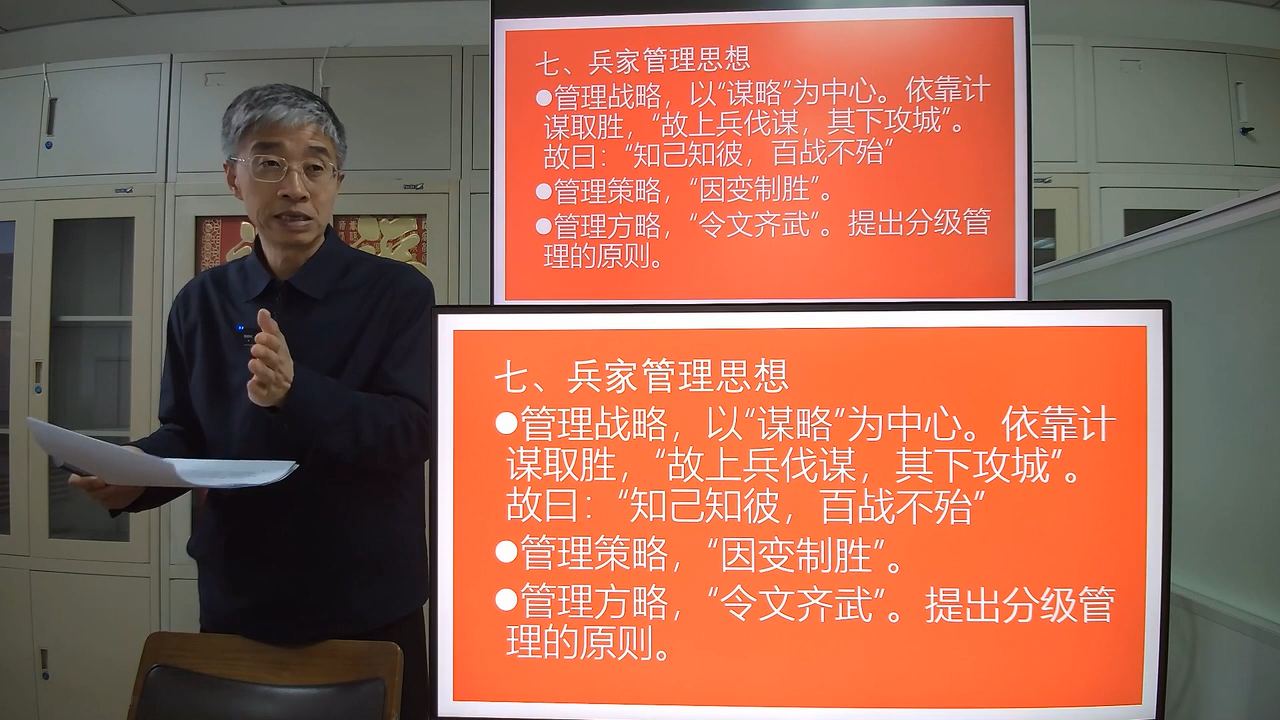 七、兵家管理思想
●管理战略，以“谋略”为中心。依靠计
谋取胜，“故上兵伐谋，其下攻城”。
故曰：“知己知彼，百战不殆”
●管理策略，“因变制胜”。
●管理方略，“令文齐武”。提出分级管
理的原则。
七、兵家管理思想
●管理战略，以“谋略”为中心。依靠计
谋取胜，“故上兵伐谋，其下攻城”。
故曰：“知己知彼，百战不殆”
●管理策略，“因变制胜”。
●管理方略，“令文齐武”。提出分级管
理的原则。